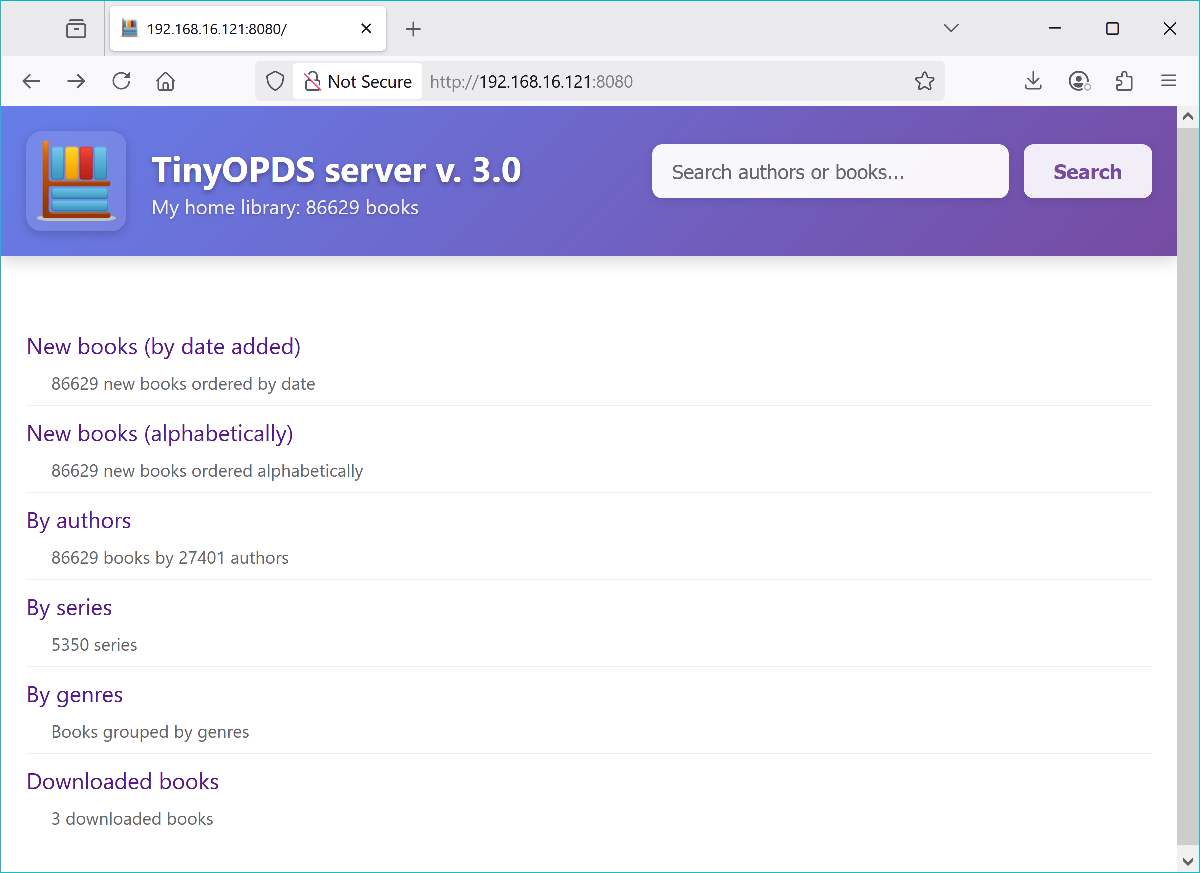 192.168.16.121:8080/
Not Secure
http://192.168.16.121:8080
TinyOPDS server v. 3.0
My home library: 86629 books
Search authors or books...
Search
New books (by date added)
86629 new books ordered by date
New books (alphabetically)
86629 new books ordered alphabetically
By authors
86629 books by 27401 authors
By series
5350 series
By genres
Books grouped by genres
Downloaded books
3 downloaded books